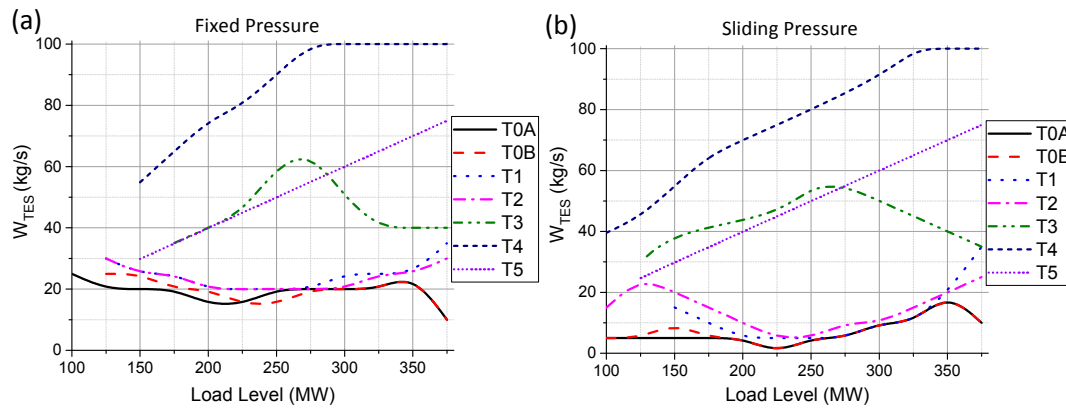 (a)
Fixed Pressure
100
80
60
40
20
0
W_TES (kg/s)
100 150 200 250 300 350
Load Level (MW)
T0A
T0B
T1
T2
T3
T4
T5
(b)
Sliding Pressure
100
80
60
40
20
0
W_TES (kg/s)
100 150 200 250 300 350
Load Level (MW)
T0A
T0B
T1
T2
T3
T4
T5